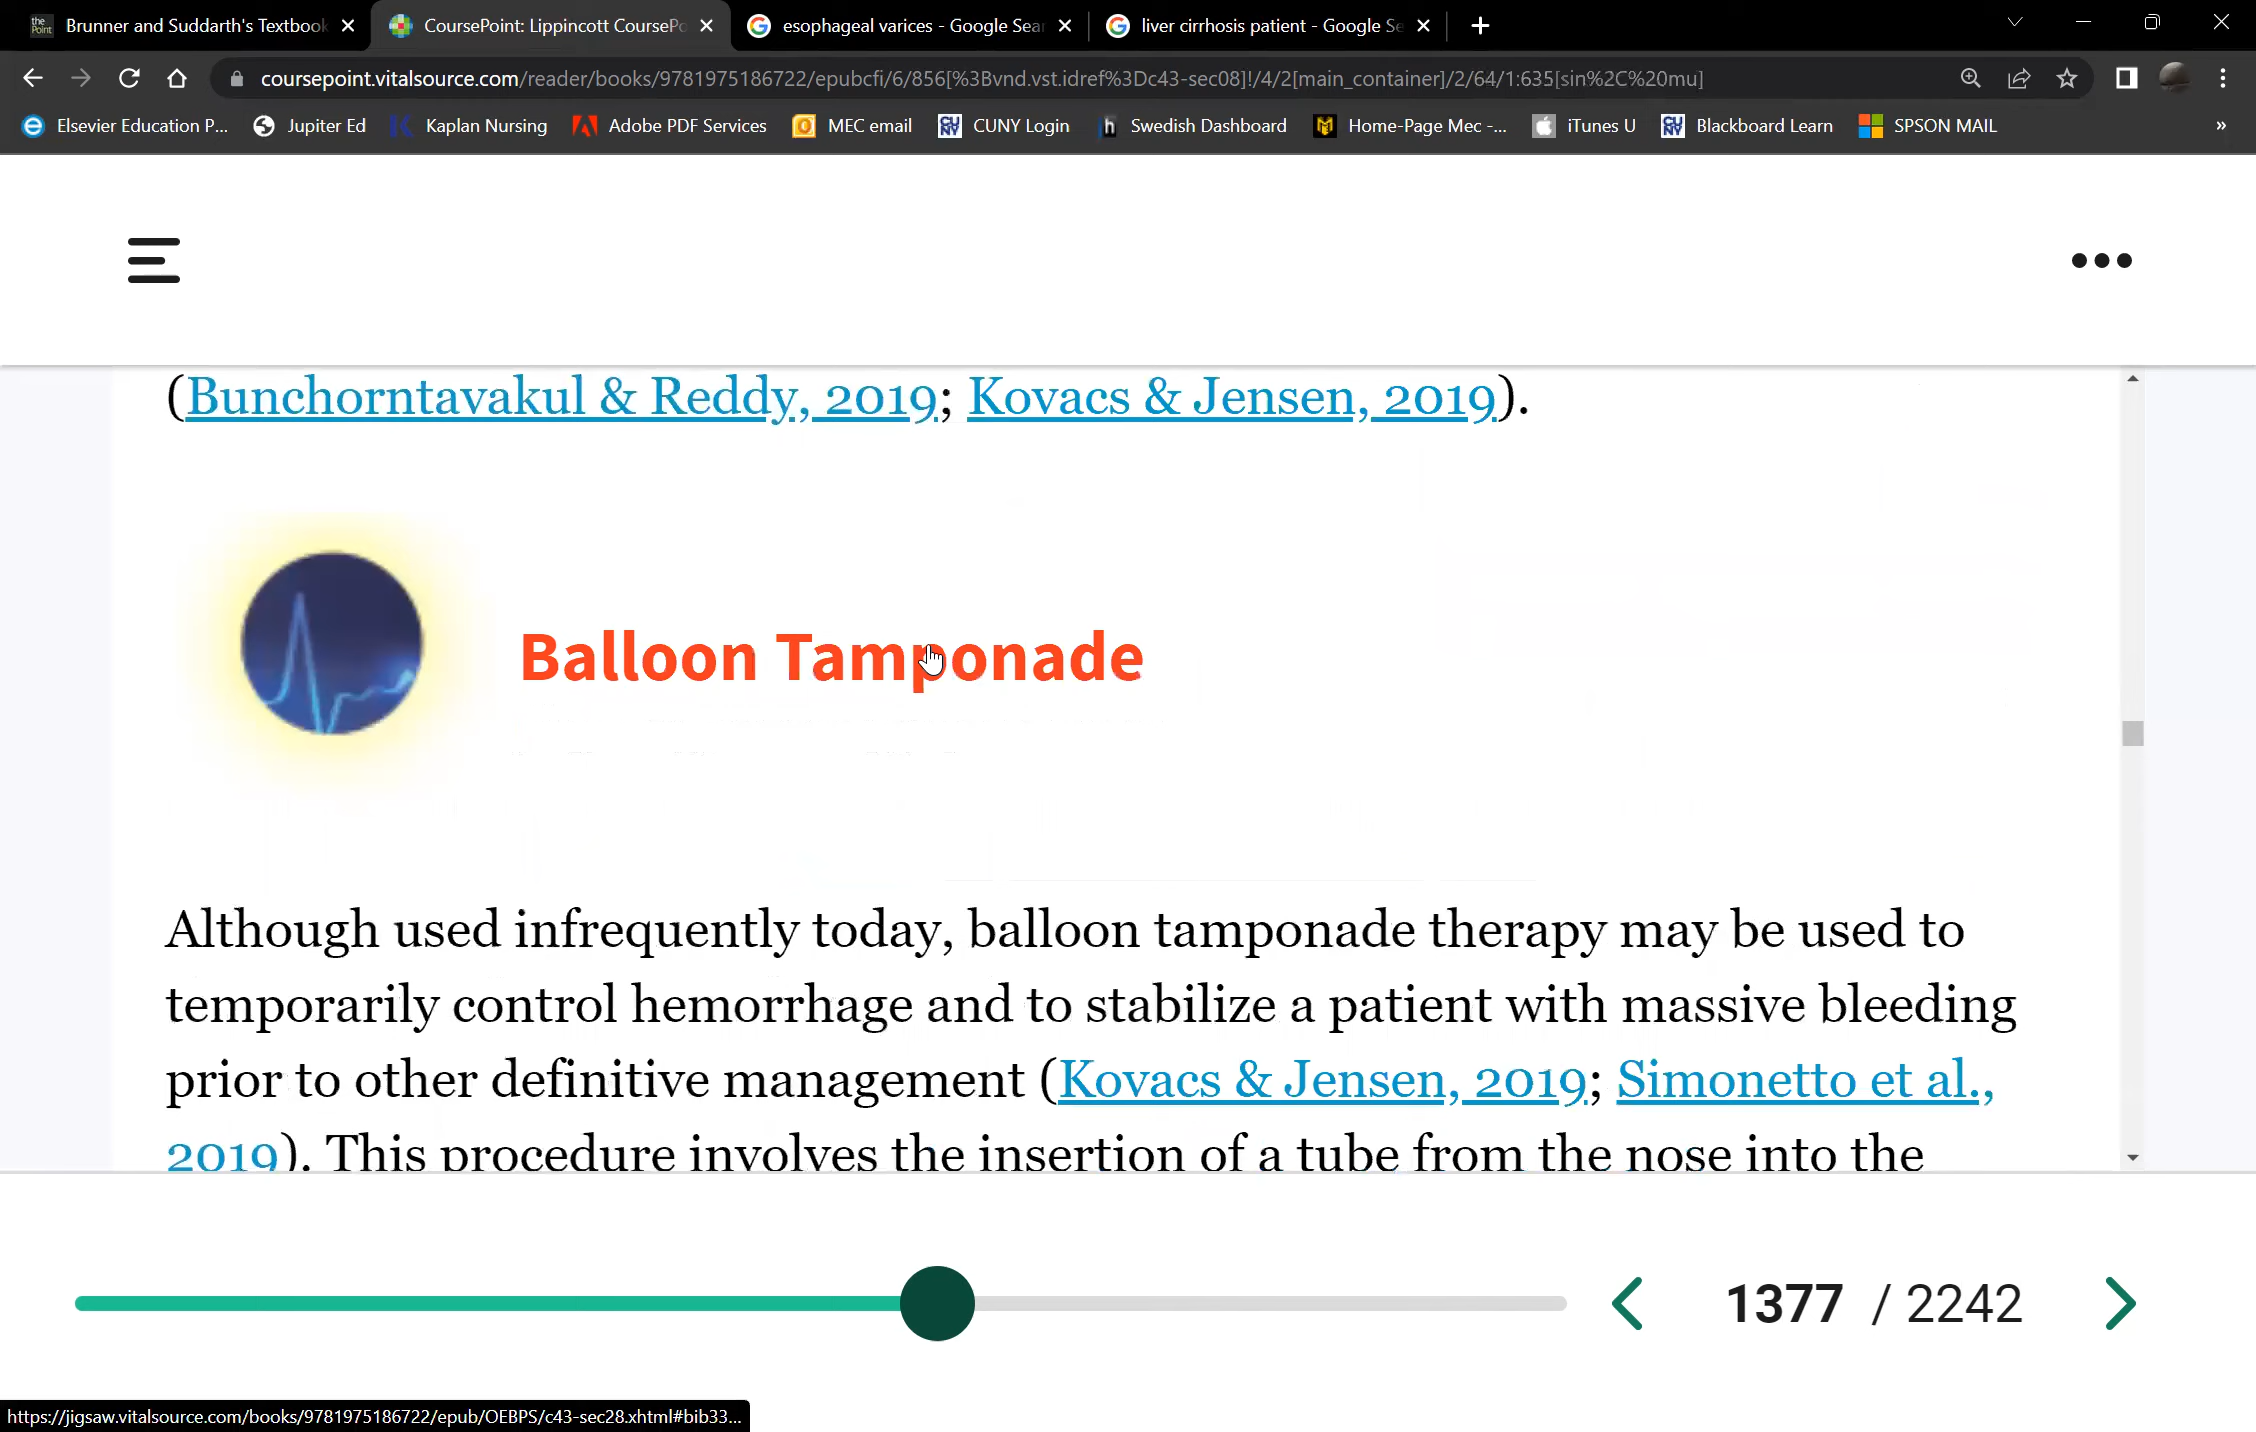 the Point
Brunner and Suddarth's Textbook
CoursePoint: Lippincott CoursePo
esophageal varices - Google Sear
liver cirrhosis patient - Google Se
coursepoint.vitalsource.com/reader/books/9781975186722/epubcfi/6/856[%3Bvnd.vst.idref%3Dc43-sec08]!/4/2[main_container]/2/64/1:635[sin%2C%20mu]
Elsevier Education P...
Jupiter Ed
Kaplan Nursing
Adobe PDF Services
MEC email
CUNY Login
Swedish Dashboard
Home-Page Mec -...
iTunes U
Blackboard Learn
SPSON MAIL
»
(Bunchorntavakul & Reddy, 2019; Kovacs & Jensen, 2019).
Balloon Tamponade
Although used infrequently today, balloon tamponade therapy may be used to
temporarily control hemorrhage and to stabilize a patient with massive bleeding
prior to other definitive management (Kovacs & Jensen, 2019; Simonetto et al.,
2019). This procedure involves the insertion of a tube from the nose into the
1377 / 2242
https://jigsaw.vitalsource.com/books/9781975186722/epub/OEBPS/c43-sec28.xhtml#bib33...